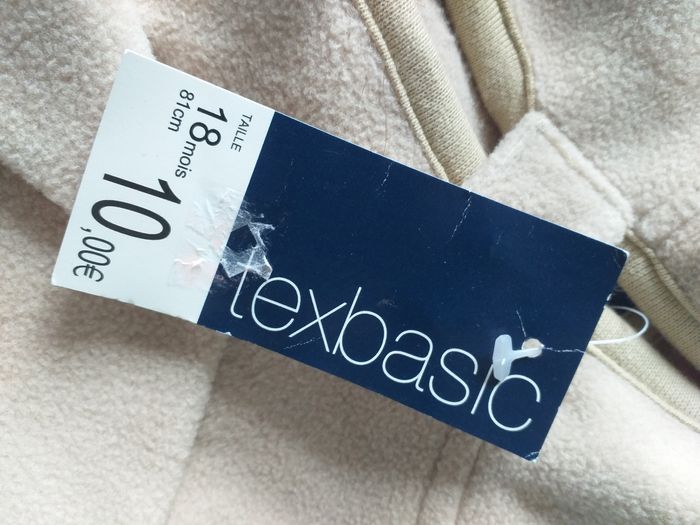 TAILLE
18 mois
81cm
10,00€
texbasic